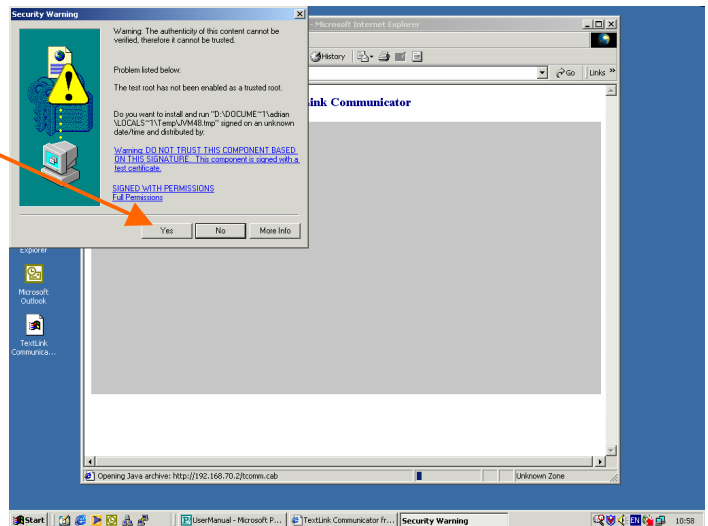 Security Warning
Warning: The authenticity of this content cannot be
verified, therefore it cannot be trusted.
Problem listed below:
The test root has not been enabled as a trusted root.
Do you want to install and run "D:\DOCUME~1\adrian
\LOCALS~1\Temp\JVM48.tmp" signed on an unknown
date/time and distributed by:
Warning: DO NOT TRUST THIS COMPONENT BASED
ON THIS SIGNATURE. This component is signed with a
test certificate.
SIGNED WITH PERMISSIONS
Full Permissions
Yes No More Info
- Microsoft Internet Explorer
History
Go Links »
ink Communicator
Explorer
Microsoft
Outlook
TextLink
Communica...
Opening Java archive: http://192.168.70.2/tcomm.cab Unknown Zone
Start UserManual - Microsoft P... TextLink Communicator fr... Security Warning EN 10:58